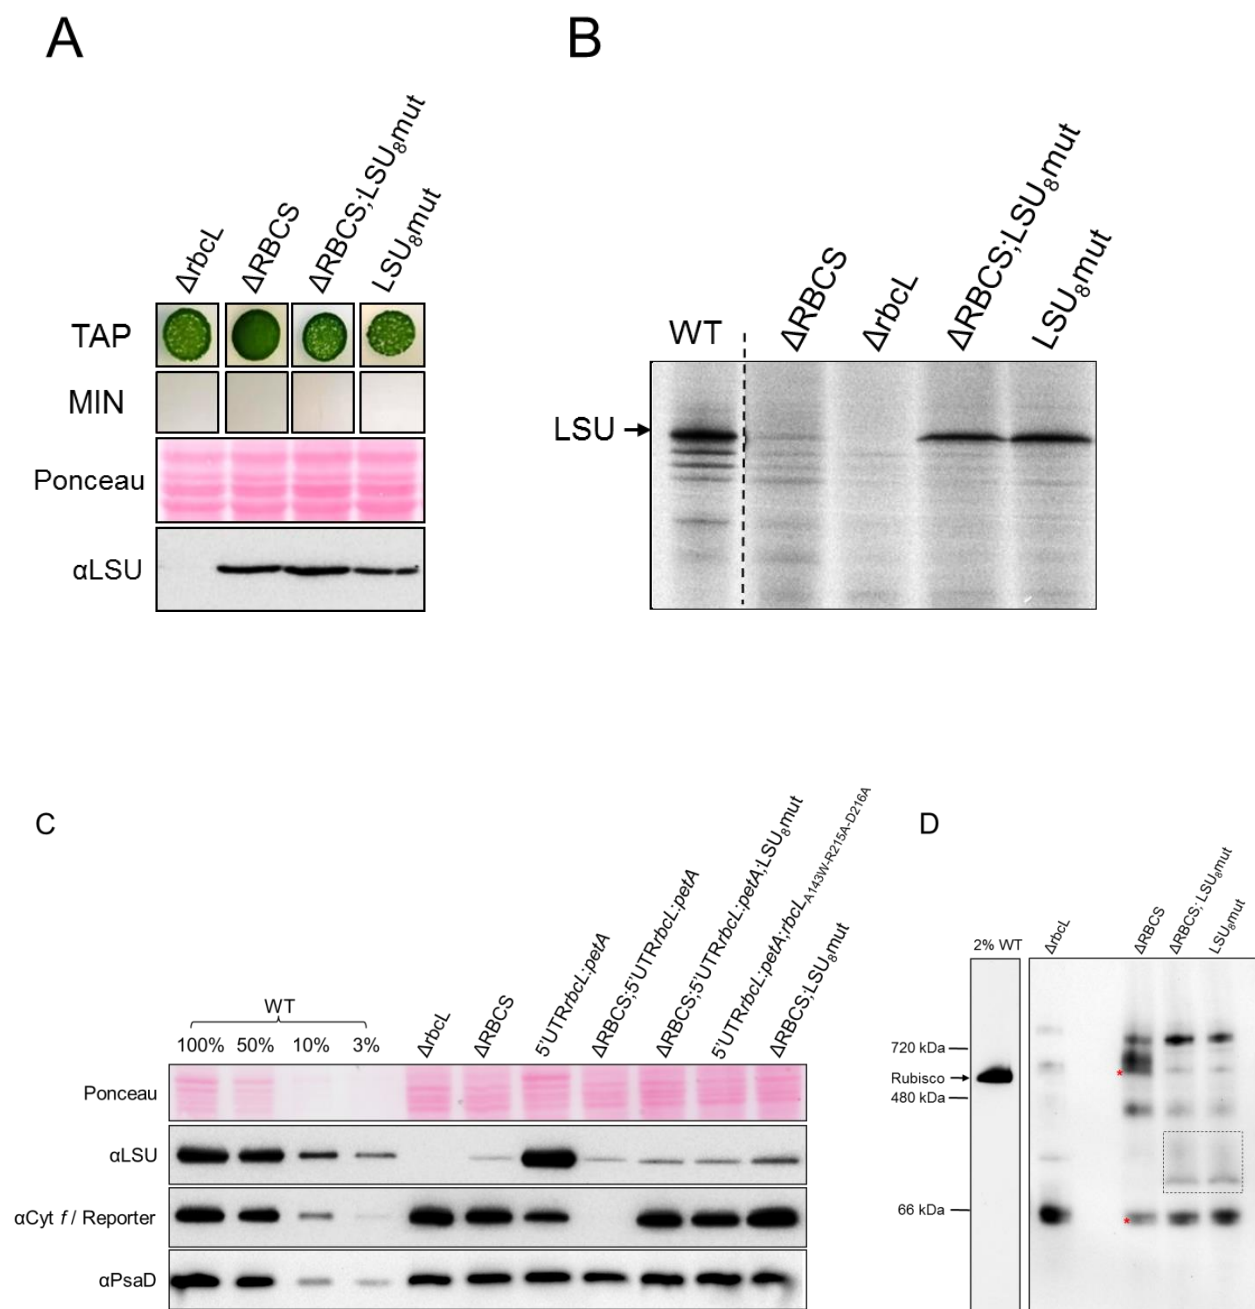 A
ΔrbcL
ΔRBCS
ΔRBCS;LSU₈mut
LSU₈mut
TAP
MIN
Ponceau
αLSU
B
WT
ΔRBCS
ΔrbcL
ΔRBCS;LSU₈mut
LSU₈mut
LSU
C
WT
100%
50%
10%
3%
ΔrbcL
ΔRBCS
5'UTRrbcL:petA
ΔRBCS;5'UTRrbcL:petA
ΔRBCS;5'UTRrbcL:petA;LSU₈mut
5'UTRrbcL:petA;rbcL A143W-R215A-D216A
ΔRBCS;LSU₈mut
Ponceau
αLSU
αCyt f / Reporter
αPsaD
D
2% WT
ΔrbcL
ΔRBCS
ΔRBCS; LSU₈mut
LSU₈mut
720 kDa
Rubisco
480 kDa
*
66 kDa
*